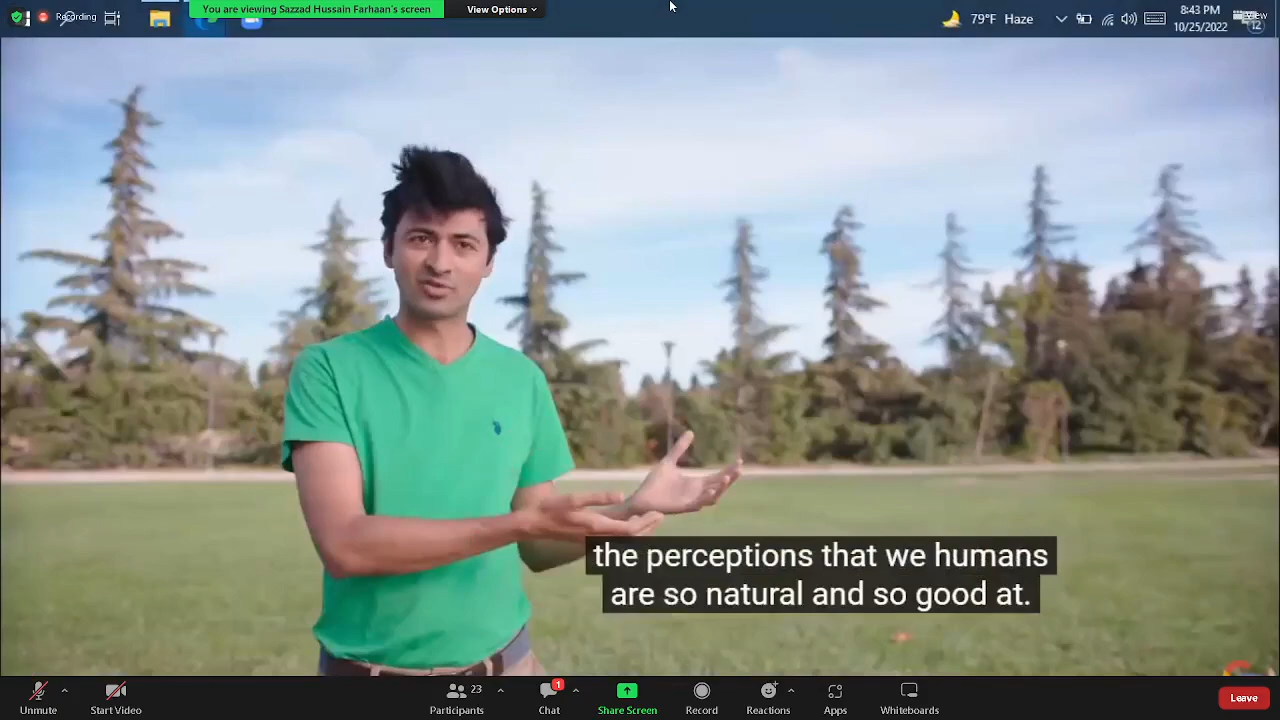 Recording
You are viewing Sazzad Hussain Farhaan's screen
View Options
79°F Haze
8:43 PM
10/25/2022
View
12
the perceptions that we humans
are so natural and so good at.
Unmute
Start Video
23
Participants
1
Chat
Share Screen
Record
Reactions
Apps
Whiteboards
Leave